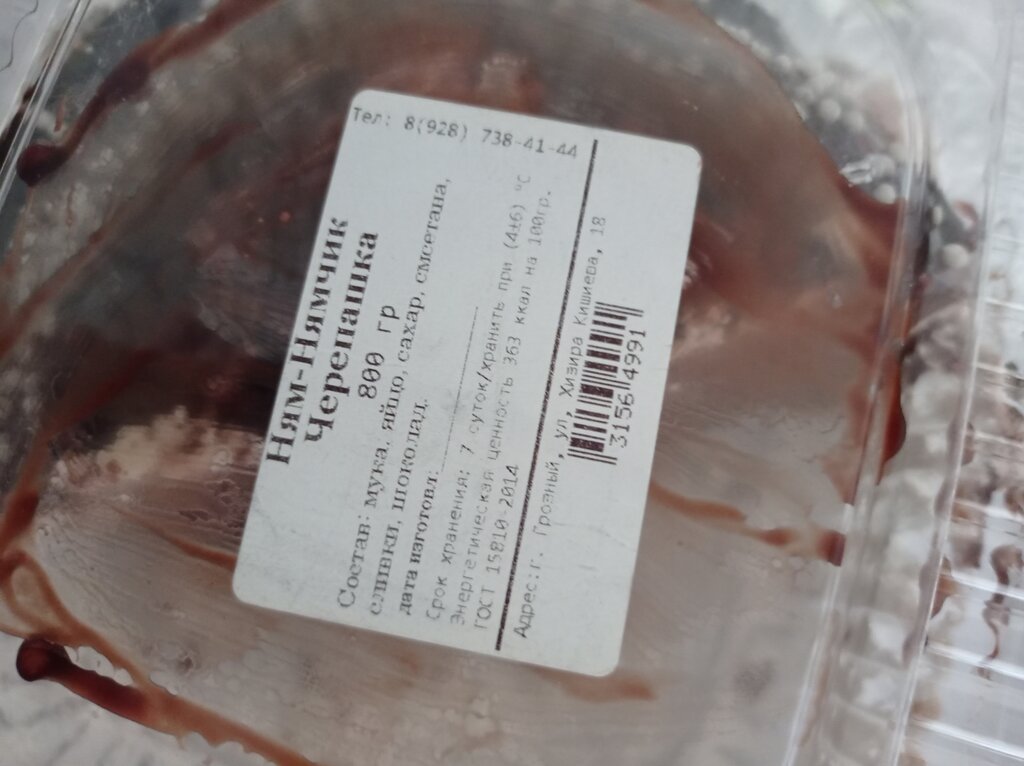 Тел: 8(928) 738-41-44
Ням-Нямчик
Черепашка
800 гр
Состав: мука, яйцо, сахар, смсетана,
сливки, шоколад.
дата изготовл:
Срок хранения: 7 суток/хранить при (4±6) °C
Энергетическая ценность 363 ккал на 100гр.
ГОСТ 15810-2014
Адрес:г. Грозный, ул, Хизира Кишиева, 18
3156 4991